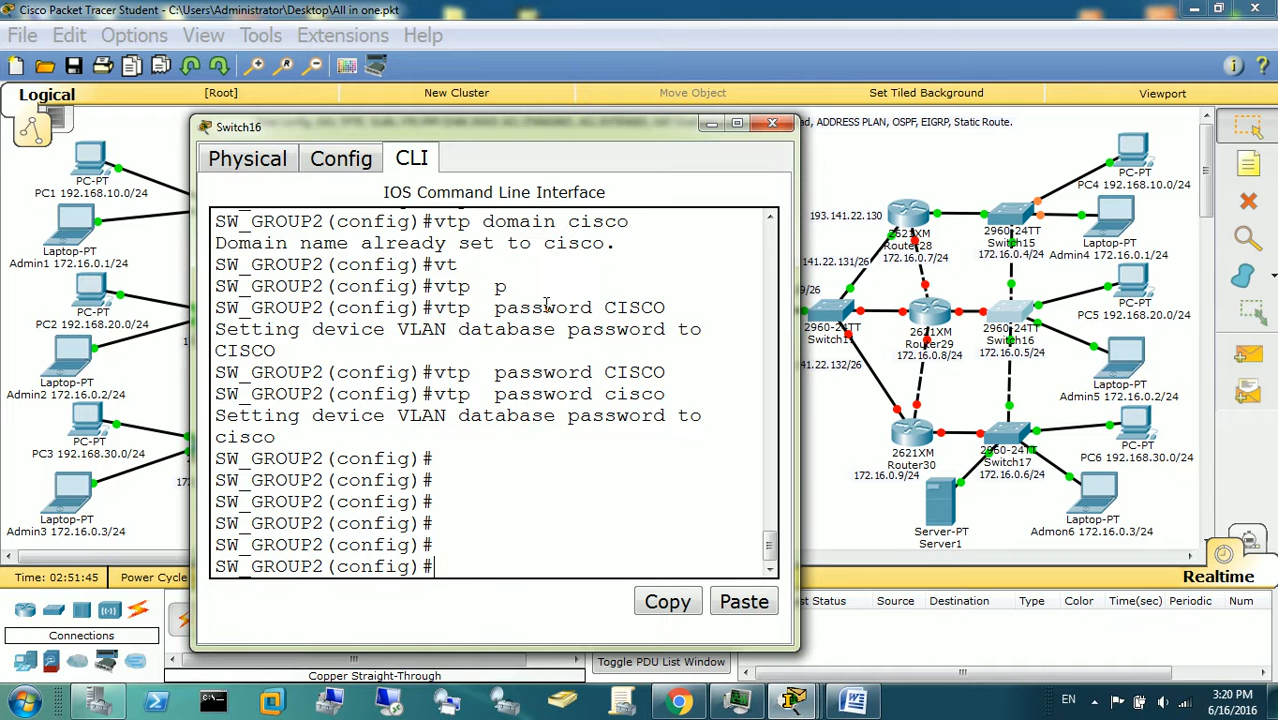 Cisco Packet Tracer Student - C:\Users\Administrator\Desktop\All in one.pkt
File Edit Options View Tools Extensions Help
Logical [Root] New Cluster Move Object Set Tiled Background Viewport
Switch16
ad, ADDRESS PLAN, OSPF, EIGRP, Static Route.
Physical Config CLI
IOS Command Line Interface
SW_GROUP2(config)#vtp domain cisco
Domain name already set to cisco.
SW_GROUP2(config)#vt
SW_GROUP2(config)#vtp  p
SW_GROUP2(config)#vtp  password CISCO
Setting device VLAN database password to
CISCO
SW_GROUP2(config)#vtp  password CISCO
SW_GROUP2(config)#vtp  password cisco
Setting device VLAN database password to
cisco
SW_GROUP2(config)#
SW_GROUP2(config)#
SW_GROUP2(config)#
SW_GROUP2(config)#
SW_GROUP2(config)#
SW_GROUP2(config)#
Copy Paste
PC-PT
PC1 192.168.10.0/24
Laptop-PT
Admin1 172.16.0.1/24
PC-PT
PC2 192.168.20.0/24
Laptop-PT
Admin2 172.16.0.2/24
PC-PT
PC3 192.168.30.0/24
Laptop-PT
Admin3 172.16.0.3/24
193.141.22.130
2621XM
Router28
172.16.0.7/24
2960-24TT
Switch15
172.16.0.4/24
PC-PT
PC4 192.168.10.0/24
Laptop-PT
Admin4 172.16.0.1/24
141.22.131/26
2960-24TT
2621XM
Router29
172.16.0.8/24
2960-24TT
Switch16
172.16.0.5/24
PC-PT
PC5 192.168.20.0/24
Laptop-PT
Admin5 172.16.0.2/24
.141.22.132/26
2621XM
Router30
172.16.0.9/24
2960-24TT
Switch17
172.16.0.6/24
PC-PT
PC6 192.168.30.0/24
Server-PT
Server1
Laptop-PT
Admon6 172.16.0.3/24
Time: 02:51:45 Power Cycle
Realtime
Connections
Copper Straight-Through
Toggle PDU List Window
st Status Source Destination Type Color Time(sec) Periodic Num
EN
3:20 PM
6/16/2016